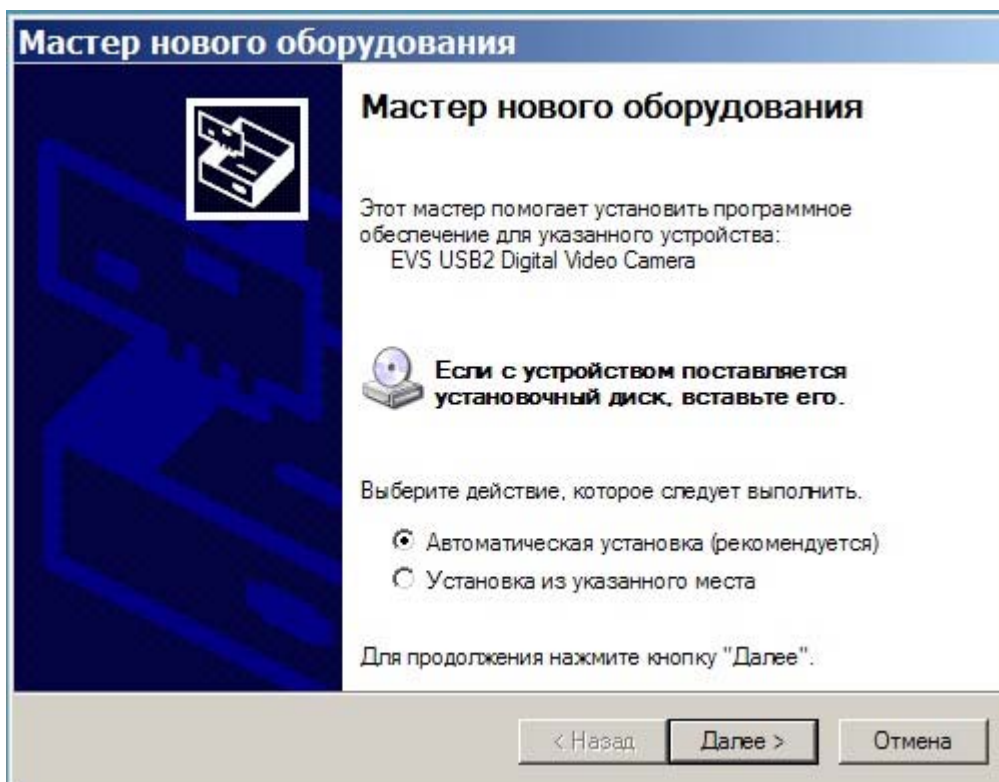 Мастер нового оборудования
Мастер нового оборудования
Этот мастер помогает установить программное
обеспечение для указанного устройства:
EVS USB2 Digital Video Camera
Если с устройством поставляется
установочный диск, вставьте его.
Выберите действие, которое следует выполнить.
Автоматическая установка (рекомендуется)
Установка из указанного места
Для продолжения нажмите кнопку "Далее".
< Назад Далее > Отмена